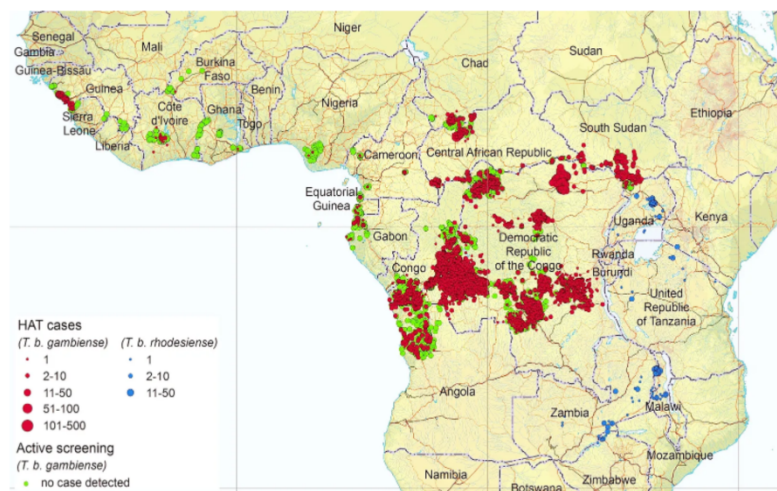 Niger
Senegal
Mali
Sudan
Gambia
Chad
Burkina
Faso
Guinea-Bissau
Guinea
Benin
Nigeria
Ethiopia
Côte
d'Ivoire
Ghana
Togo
Sierra
Leone
South Sudan
Liberia
Cameroon
Central African Republic
Equatorial
Guinea
Uganda
Kenya
Gabon
Democratic
Republic
of the Congo
Rwanda
Congo
Burundi
United
Republic
of Tanzania
HAT cases
(T. b. gambiense) (T. b. rhodesiense)
1 1
2-10 2-10
11-50 11-50
51-100
101-500
Angola
Zambia
Malawi
Active screening
(T. b. gambiense)
no case detected
Mozambique
Namibia
Zimbabwe
Botswana